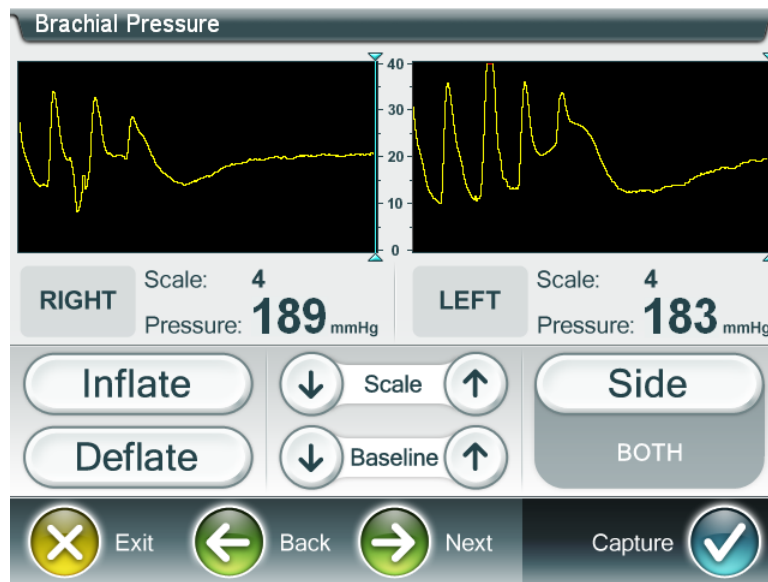 Brachial Pressure
40
30
20
10
0
RIGHT
Scale: 4
Pressure: 189 mmHg
LEFT
Scale: 4
Pressure: 183 mmHg
Inflate
Scale
Side
Deflate
Baseline
BOTH
Exit
Back
Next
Capture